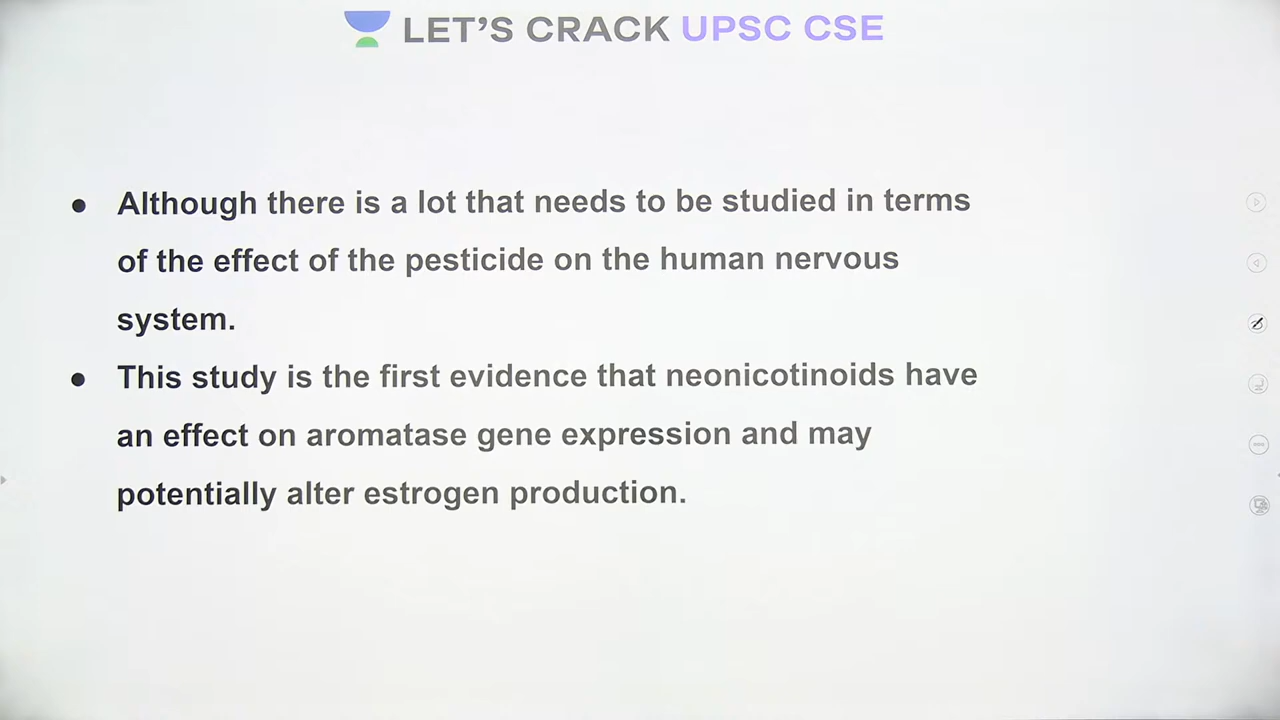 LET'S CRACK UPSC CSE
● Although there is a lot that needs to be studied in terms
of the effect of the pesticide on the human nervous
system.
● This study is the first evidence that neonicotinoids have
an effect on aromatase gene expression and may
potentially alter estrogen production.